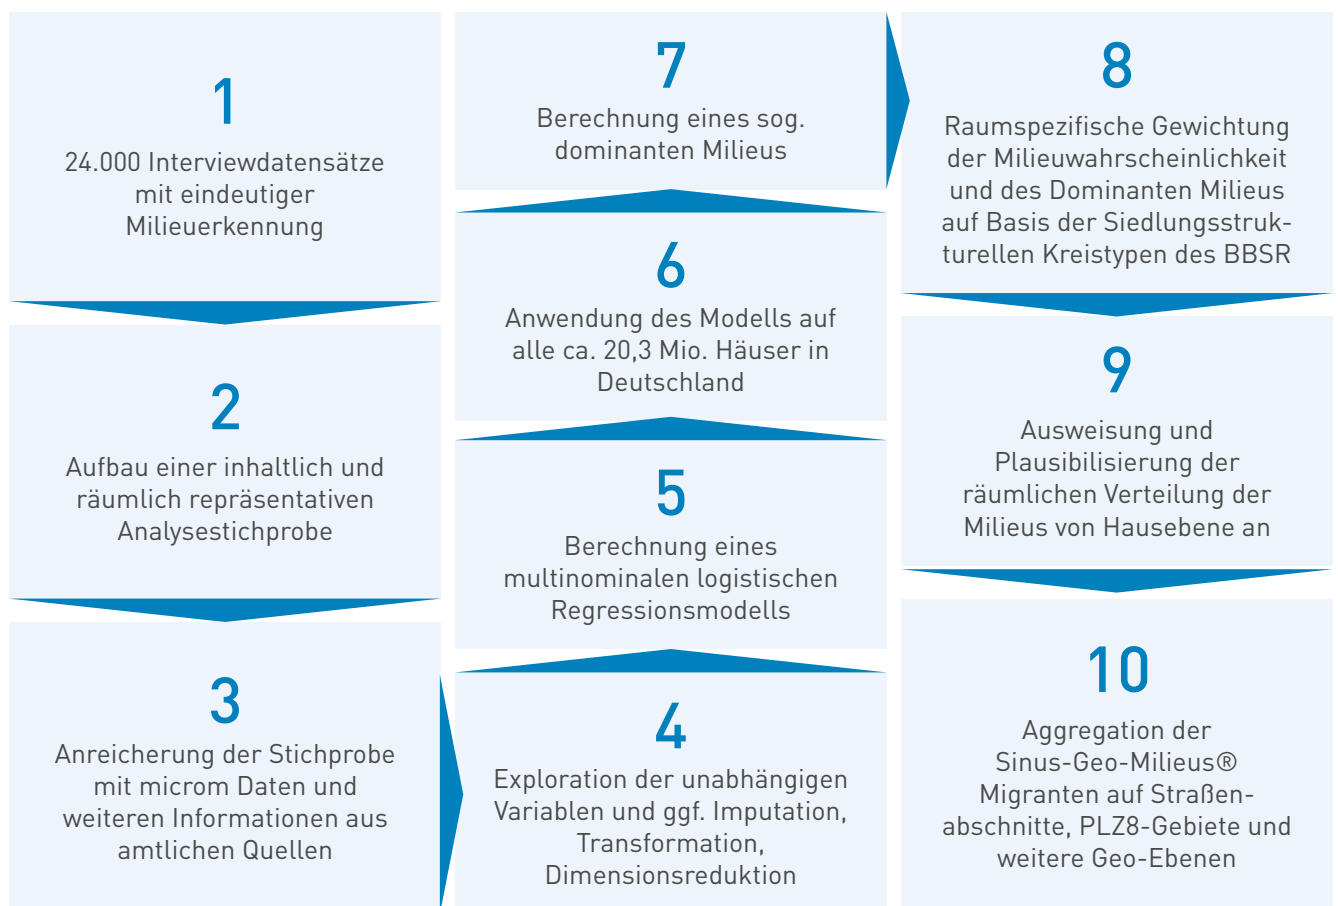 1
24.000 Interviewdatensätze
mit eindeutiger
Milieuerkennung
2
Aufbau einer inhaltlich und
räumlich repräsentativen
Analysestichprobe
3
Anreicherung der Stichprobe
mit microm Daten und
weiteren Informationen aus
amtlichen Quellen
4
Exploration der unabhängigen
Variablen und ggf. Imputation,
Transformation,
Dimensionsreduktion
5
Berechnung eines
multinominalen logistischen
Regressionsmodells
6
Anwendung des Modells auf
alle ca. 20,3 Mio. Häuser in
Deutschland
7
Berechnung eines sog.
dominanten Milieus
8
Raumspezifische Gewichtung
der Milieuwahrscheinlichkeit
und des Dominanten Milieus
auf Basis der Siedlungsstruk-
turellen Kreistypen des BBSR
9
Ausweisung und
Plausibilisierung der
räumlichen Verteilung der
Milieus von Hausebene an
10
Aggregation der
Sinus-Geo-Milieus®
Migranten auf Straßen-
abschnitte, PLZ8-Gebiete und
weitere Geo-Ebenen